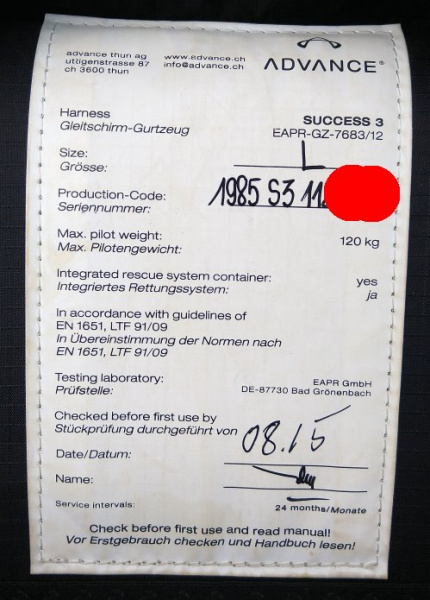 advance thun ag
uttigenstrasse 87
ch 3600 thun
www.advance.ch
info@advance.ch
ADVANCE®
Harness SUCCESS 3
Gleitschirm-Gurtzeug EAPR-GZ-7683/12
Size: L
Grösse:
Production-Code: 1985 S3 11
Seriennummer:
Max. pilot weight: 120 kg
Max. Pilotengewicht:
Integrated rescue system container: yes
Integriertes Rettungssystem: ja
In accordance with guidelines of
EN 1651, LTF 91/09
In Übereinstimmung der Normen nach
EN 1651, LTF 91/09
Testing laboratory: EAPR GmbH
Prüfstelle: DE-87730 Bad Grönenbach
Checked before first use by
Stückprüfung durchgeführt von
Date/Datum: 08.15
Name:
Service intervals: 24 months/Monate
Check before first use and read manual!
Vor Erstgebrauch checken und Handbuch lesen!